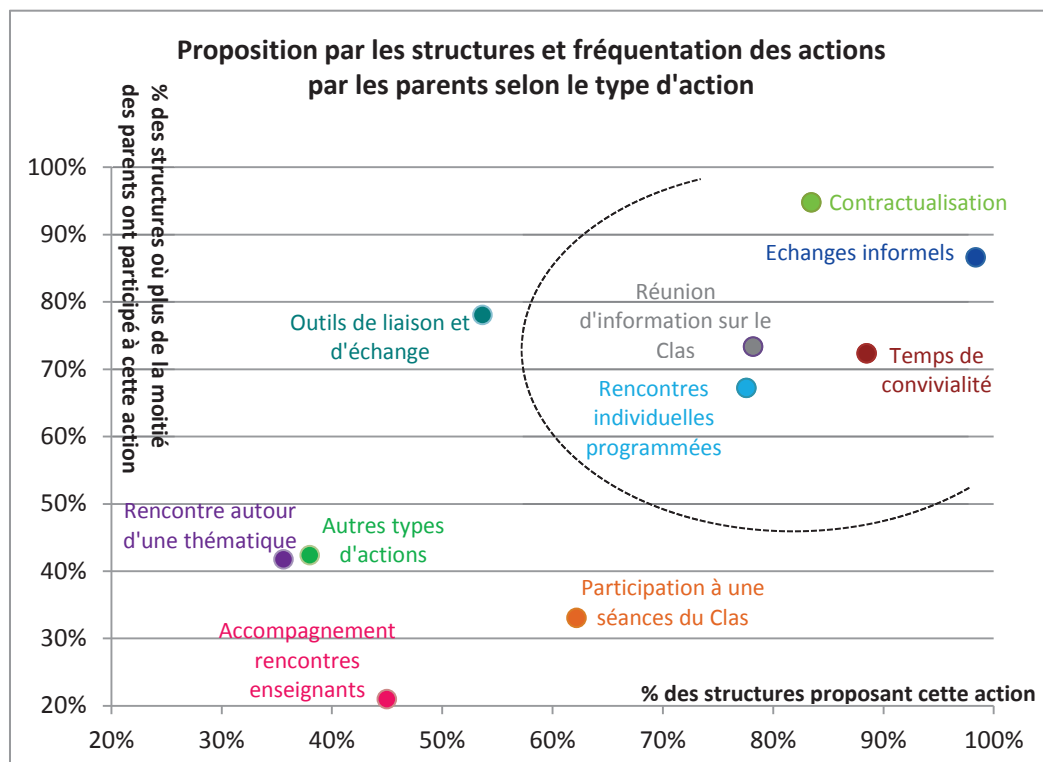 Proposition par les structures et fréquentation des actions
par les parents selon le type d'action
% des structures où plus de la moitié
des parents ont participé à cette action
100%
90%
80%
70%
60%
50%
40%
30%
20%
Contractualisation
Echanges informels
Réunion
d'information sur le
Clas
Outils de liaison et
d'échange
Temps de
convivialité
Rencontres
individuelles
programmées
Rencontre autour
d'une thématique
Autres types
d'actions
Participation à une
séances du Clas
Accompagnement
rencontres
enseignants
% des structures proposant cette action
20%
30%
40%
50%
60%
70%
80%
90%
100%